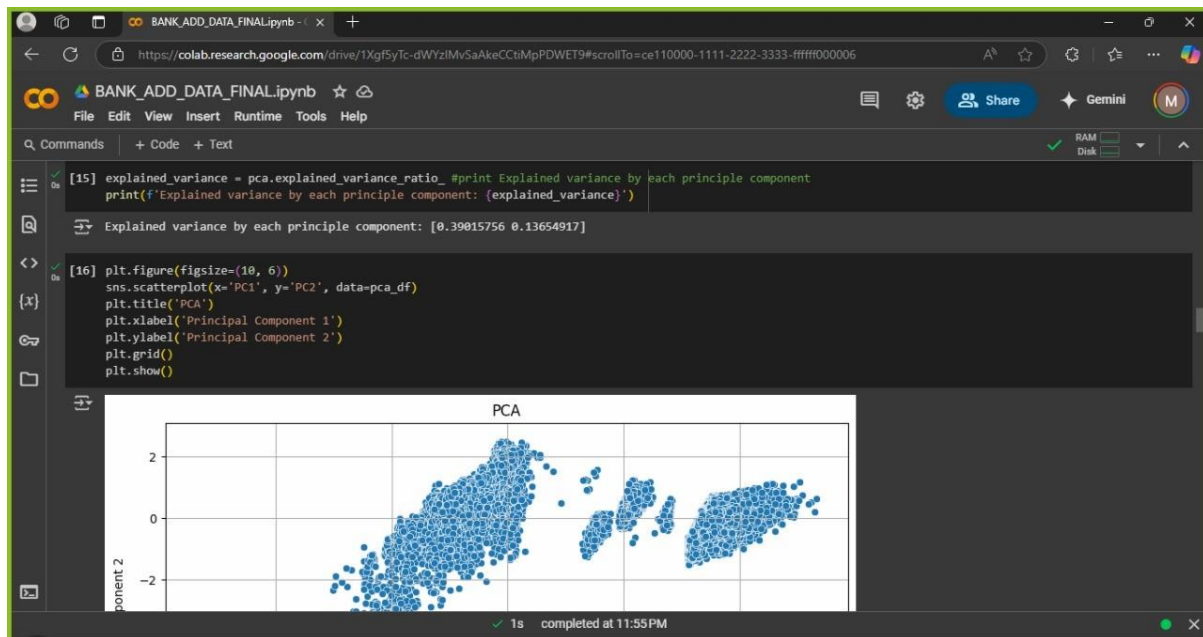 BANK_ADD_DATA_FINAL.ipynb - C
https://colab.research.google.com/drive/1Xgf5yTc-dWYzIMvSaAkeCCtiMpPDWET9#scrollTo=ce110000-1111-2222-3333-ffffff000006
BANK_ADD_DATA_FINAL.ipynb
Share
Gemini
M
File Edit View Insert Runtime Tools Help
Commands + Code + Text
RAM
Disk
[15] explained_variance = pca.explained_variance_ratio_ #print Explained variance by each principle component
0s
print(f'Explained variance by each principle component: {explained_variance}')
Explained variance by each principle component: [0.39015756 0.13654917]
[16] plt.figure(figsize=(10, 6))
0s
sns.scatterplot(x='PC1', y='PC2', data=pca_df)
plt.title('PCA')
{x}
plt.xlabel('Principal Component 1')
plt.ylabel('Principal Component 2')
plt.grid()
plt.show()
PCA
2
0
−2
ponent 2
1s completed at 11:55 PM